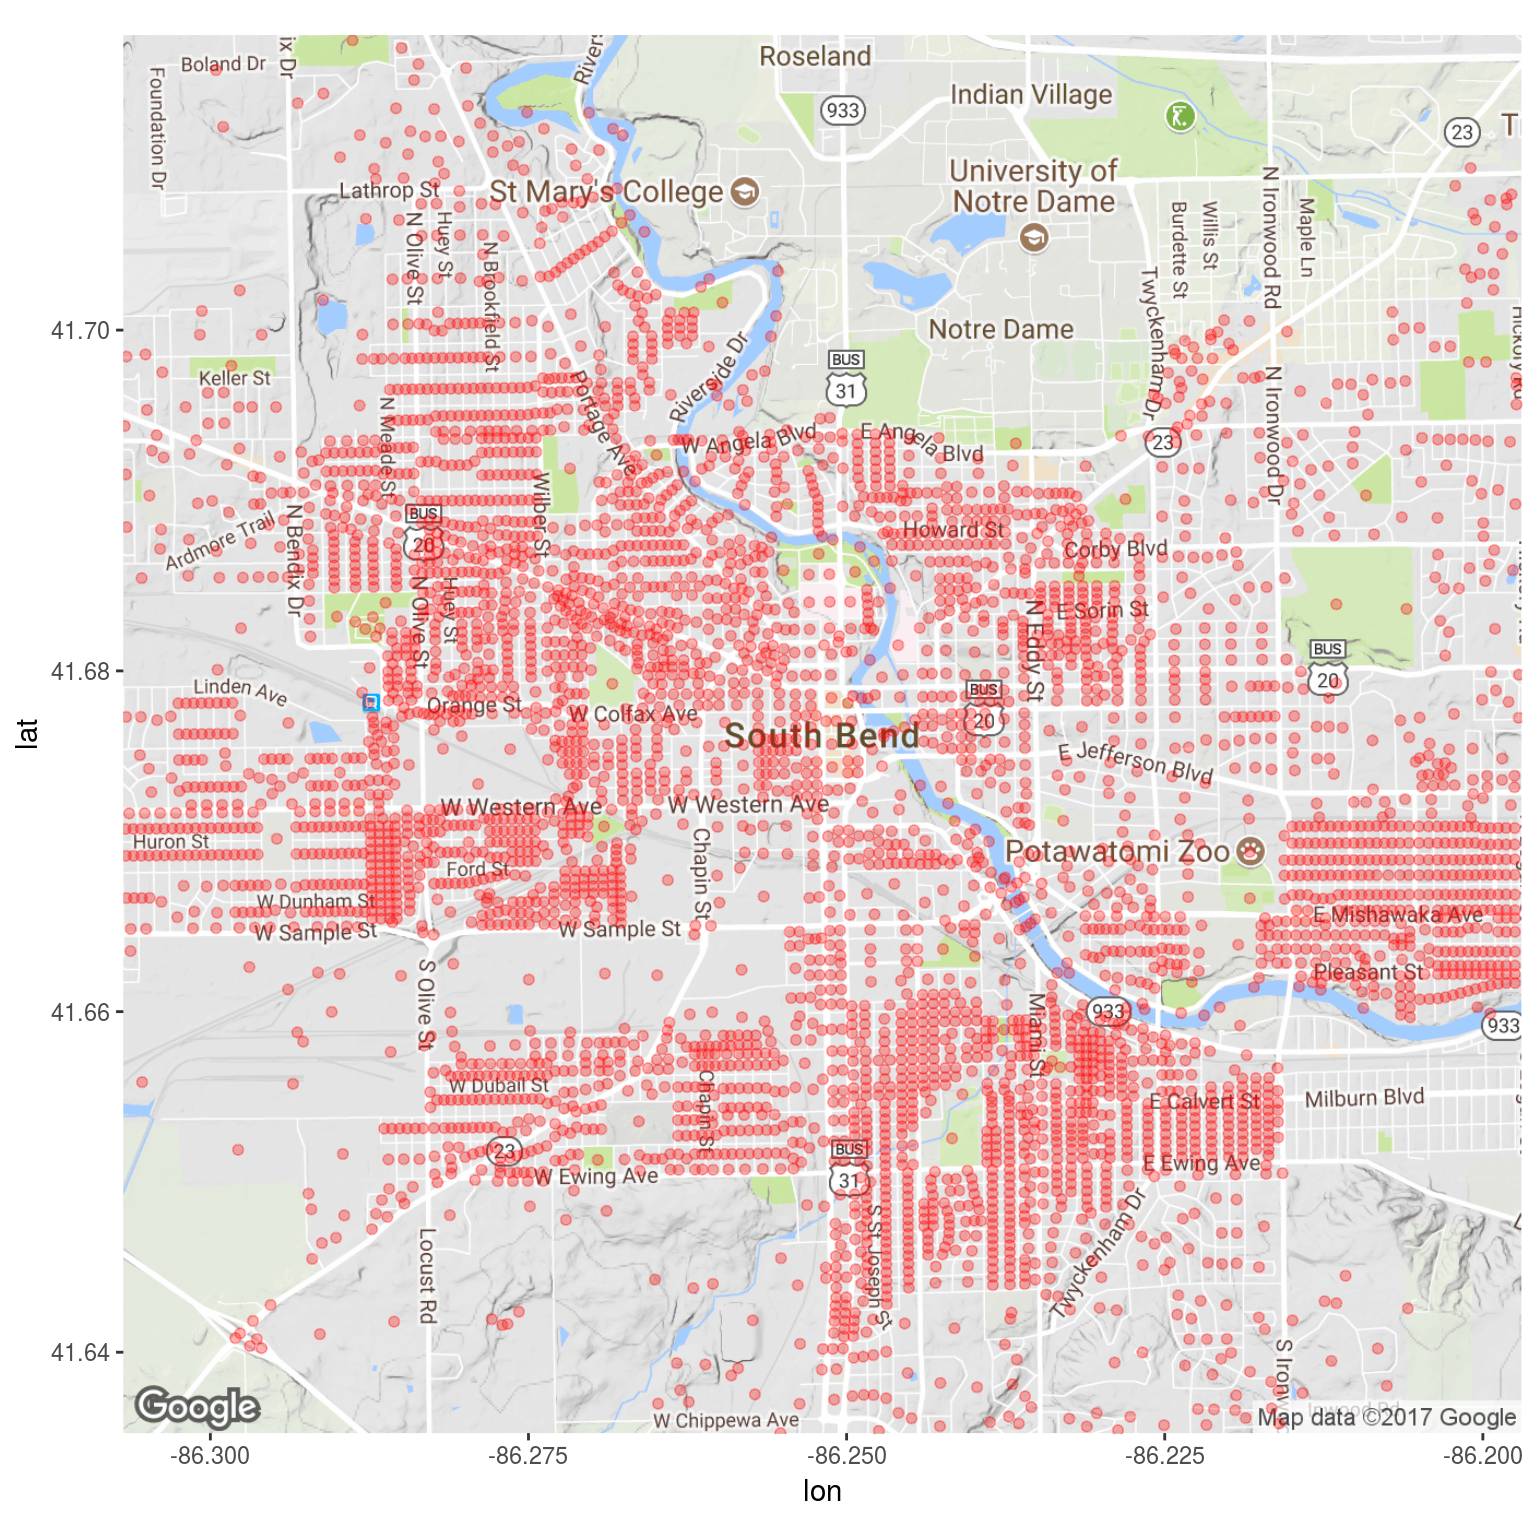 Boland Dr
Roseland
933
Indian Village
23
Foundation Dr
Lathrop St
St Mary's College
University of
Notre Dame
N Olive St
Huey St
N Brookfield St
Burdette St
Willis St
N Ironwood Rd
Maple Ln
Twyckenham Dr
Notre Dame
41.70
BUS
31
Keller St
Riverside Dr
Portage Ave
N Meade St
N Ironwood Dr
W Angela Blvd
E Angela Blvd
23
Wilber St
BUS
20
Ardmore Trail
N Bendix Dr
Howard St
Corby Blvd
N Olive St
Huey St
E Sorin St
N Eddy St
BUS
20
41.68
Linden Ave
Orange St
W Colfax Ave
BUS
20
South Bend
E Jefferson Blvd
lat
W Western Ave
W Western Ave
Huron St
Ford St
Chapin St
Potawatomi Zoo
W Dunham St
W Sample St
W Sample St
E Mishawaka Ave
Pleasant St
S Olive St
41.66
Miami St
933
933
W Duball St
Chapin St
E Calvert St
Milburn Blvd
23
W Ewing Ave
BUS
31
E Ewing Ave
S St Joseph St
Twyckenham Dr
Locust Rd
41.64
S Ironw
Google
W Chippewa Ave
Map data ©2017 Google
-86.300
-86.275
-86.250
-86.225
-86.200
lon